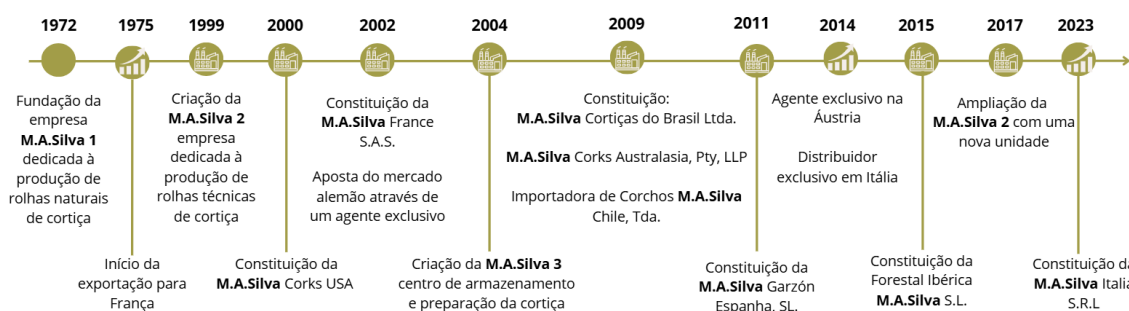 1972
1975
1999
2000
2002
2004
2009
2011
2014
2015
2017
2023
Fundação da
empresa
M.A.Silva 1
dedicada à
produção de
rolhas naturais
de cortiça
Início da
exportação para
França
Criação da
M.A.Silva 2
empresa
dedicada à
produção de
rolhas técnicas
de cortiça
Constituição da
M.A.Silva Corks USA
Constituição da
M.A.Silva France
S.A.S.
Aposta do mercado
alemão através de
um agente exclusivo
Criação da M.A.Silva 3
centro de armazenamento
e preparação da cortiça
Constituição:
M.A.Silva Cortiças do Brasil Ltda.
M.A.Silva Corks Australasia, Pty, LLP
Importadora de Corchos M.A.Silva
Chile, Tda.
Constituição da
M.A.Silva Garzón
Espanha, SL.
Agente exclusivo na
Áustria
Distribuidor
exclusivo em Itália
Constituição da
Forestal Ibérica
M.A.Silva S.L.
Ampliação da
M.A.Silva 2 com uma
nova unidade
Constituição da
M.A.Silva Italia
S.R.L